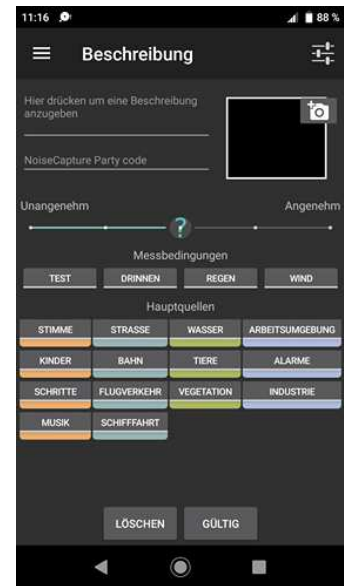 11:16 88 %
Beschreibung
Hier drücken um eine Beschreibung
anzugeben
NoiseCapture Party code
Unangenehm Angenehm
?
Messbedingungen
TEST DRINNEN REGEN WIND
Hauptquellen
STIMME STRASSE WASSER ARBEITSUMGEBUNG
KINDER BAHN TIERE ALARME
SCHRITTE FLUGVERKEHR VEGETATION INDUSTRIE
MUSIK SCHIFFFAHRT
LÖSCHEN GÜLTIG